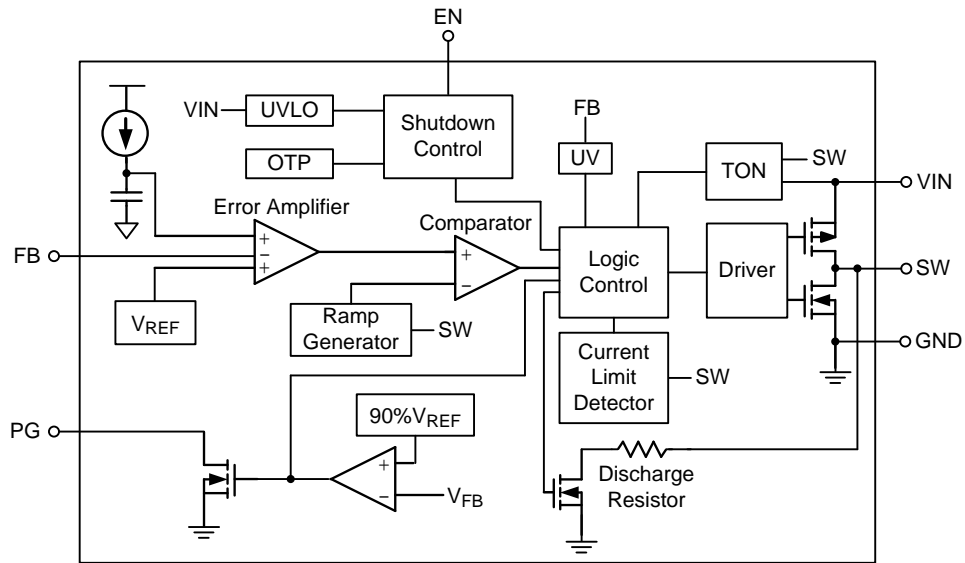 EN
VIN
UVLO
Shutdown
Control
OTP
FB
UV
TON
SW
VIN
Error Amplifier
Comparator
FB
+
−
+
+
−
Logic
Control
Driver
SW
VREF
Ramp
Generator
SW
GND
Current
Limit
Detector
SW
90%VREF
PG
+
−
VFB
Discharge
Resistor